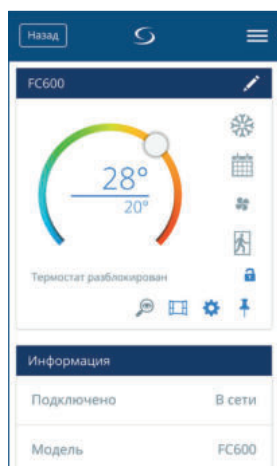 Назад
FC600
28°
20°
Термостат разблокирован
Информация
Подключено В сети
Модель FC600